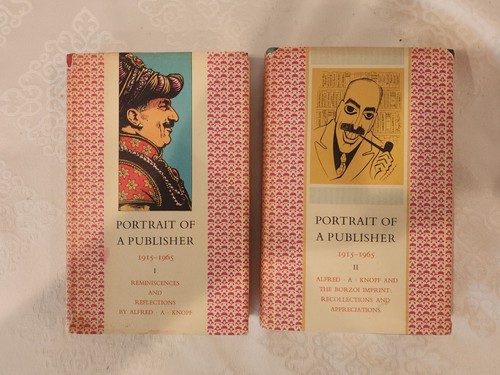 PORTRAIT OF
A PUBLISHER
1915-1965
I
REMINISCENCES
AND
REFLECTIONS
BY ALFRED · A · KNOPF
PORTRAIT OF
A PUBLISHER
1915-1965
II
ALFRED · A · KNOPF AND
THE BORZOI IMPRINT:
RECOLLECTIONS AND
APPRECIATIONS